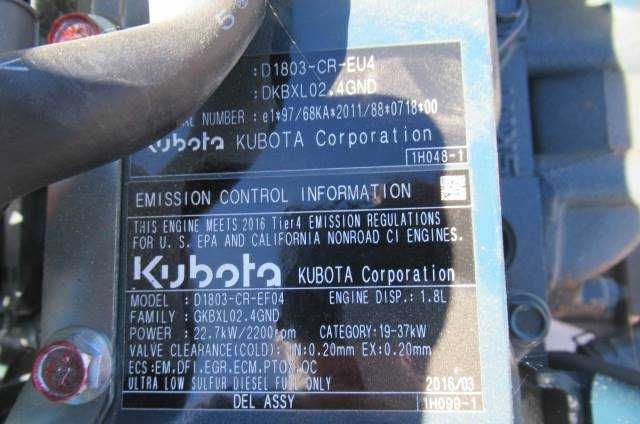 :D1803-CR-EU4
:DKBXL02.4GND
NUMBER : e1*97/68KA*2011/88*0718*00
Kubota KUBOTA Corporation
1H048-1
EMISSION CONTROL INFORMATION
THIS ENGINE MEETS 2016 Tier4 EMISSION REGULATIONS
FOR U.S. EPA AND CALIFORNIA NONROAD CI ENGINES.
Kubota KUBOTA Corporation
MODEL : D1803-CR-EF04 ENGINE DISP.: 1.8L
FAMILY : GKBXL02.4GND
POWER : 22.7kW/2200rpm CATEGORY:19-37kW
VALVE CLEARANCE(COLD): IN:0.20mm EX:0.20mm
ECS:EM,DFI,EGR,ECM,PTOX,OC
ULTRA LOW SULFUR DIESEL FUEL ONLY 2016/03
DEL ASSY 1H090-1